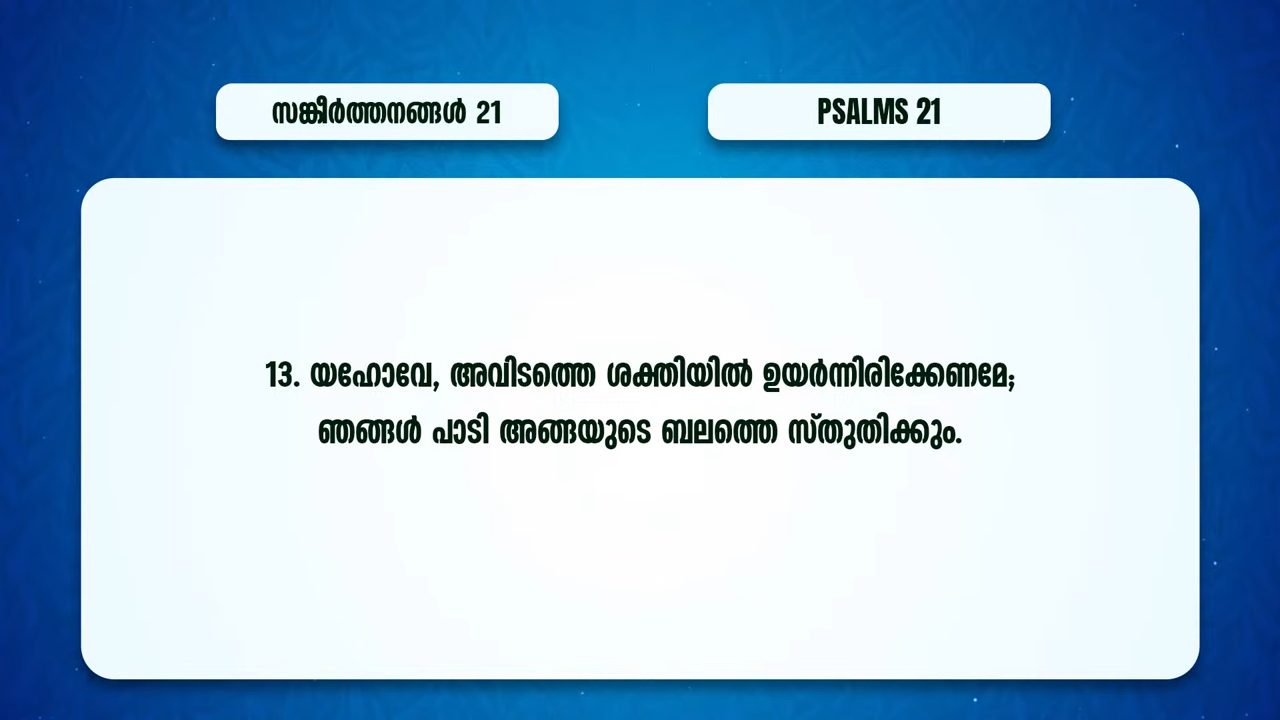 സങ്കീർത്തനങ്ങൾ 21
PSALMS 21
13. യഹോവേ, അവിടത്തെ ശക്തിയിൽ ഉയർന്നിരിക്കേണമേ;
ഞങ്ങൾ പാടി അങ്ങയുടെ ബലത്തെ സ്തുതിക്കും.